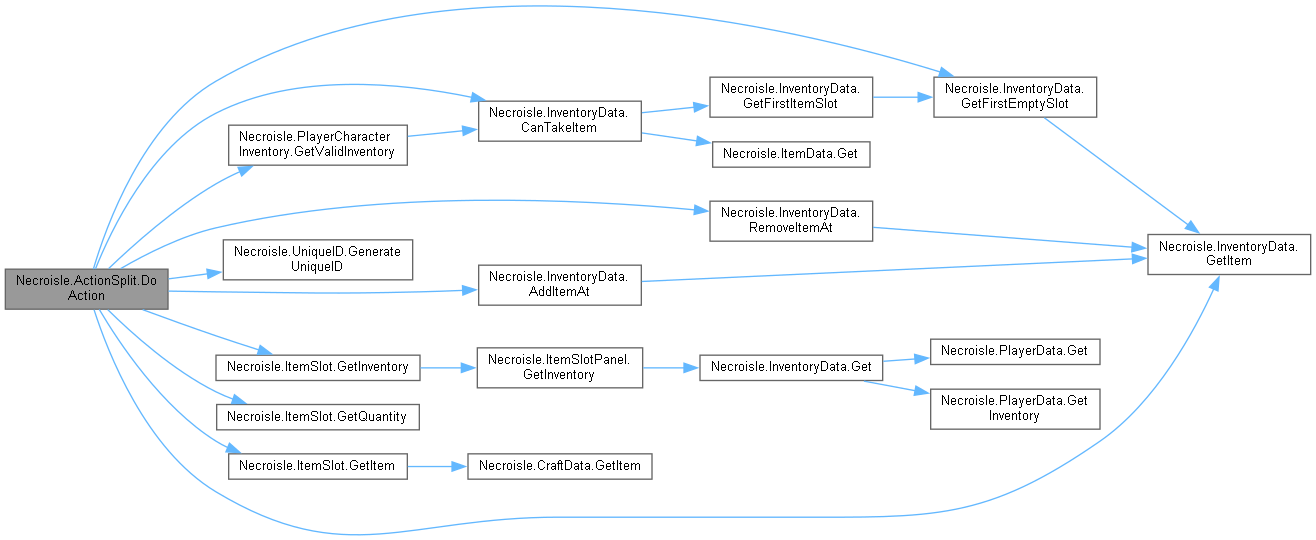 Necroisle.ActionSplit.Do
Action
Necroisle.PlayerCharacter
Inventory.GetValidInventory
Necroisle.UniqueID.Generate
UniqueID
Necroisle.ItemSlot.GetInventory
Necroisle.ItemSlot.GetQuantity
Necroisle.ItemSlot.GetItem
Necroisle.InventoryData.
CanTakeItem
Necroisle.InventoryData.
AddItemAt
Necroisle.ItemSlotPanel.
GetInventory
Necroisle.CraftData.GetItem
Necroisle.InventoryData.
GetFirstItemSlot
Necroisle.ItemData.Get
Necroisle.InventoryData.
RemoveItemAt
Necroisle.InventoryData.Get
Necroisle.InventoryData.
GetFirstEmptySlot
Necroisle.PlayerData.Get
Necroisle.PlayerData.Get
Inventory
Necroisle.InventoryData.
GetItem